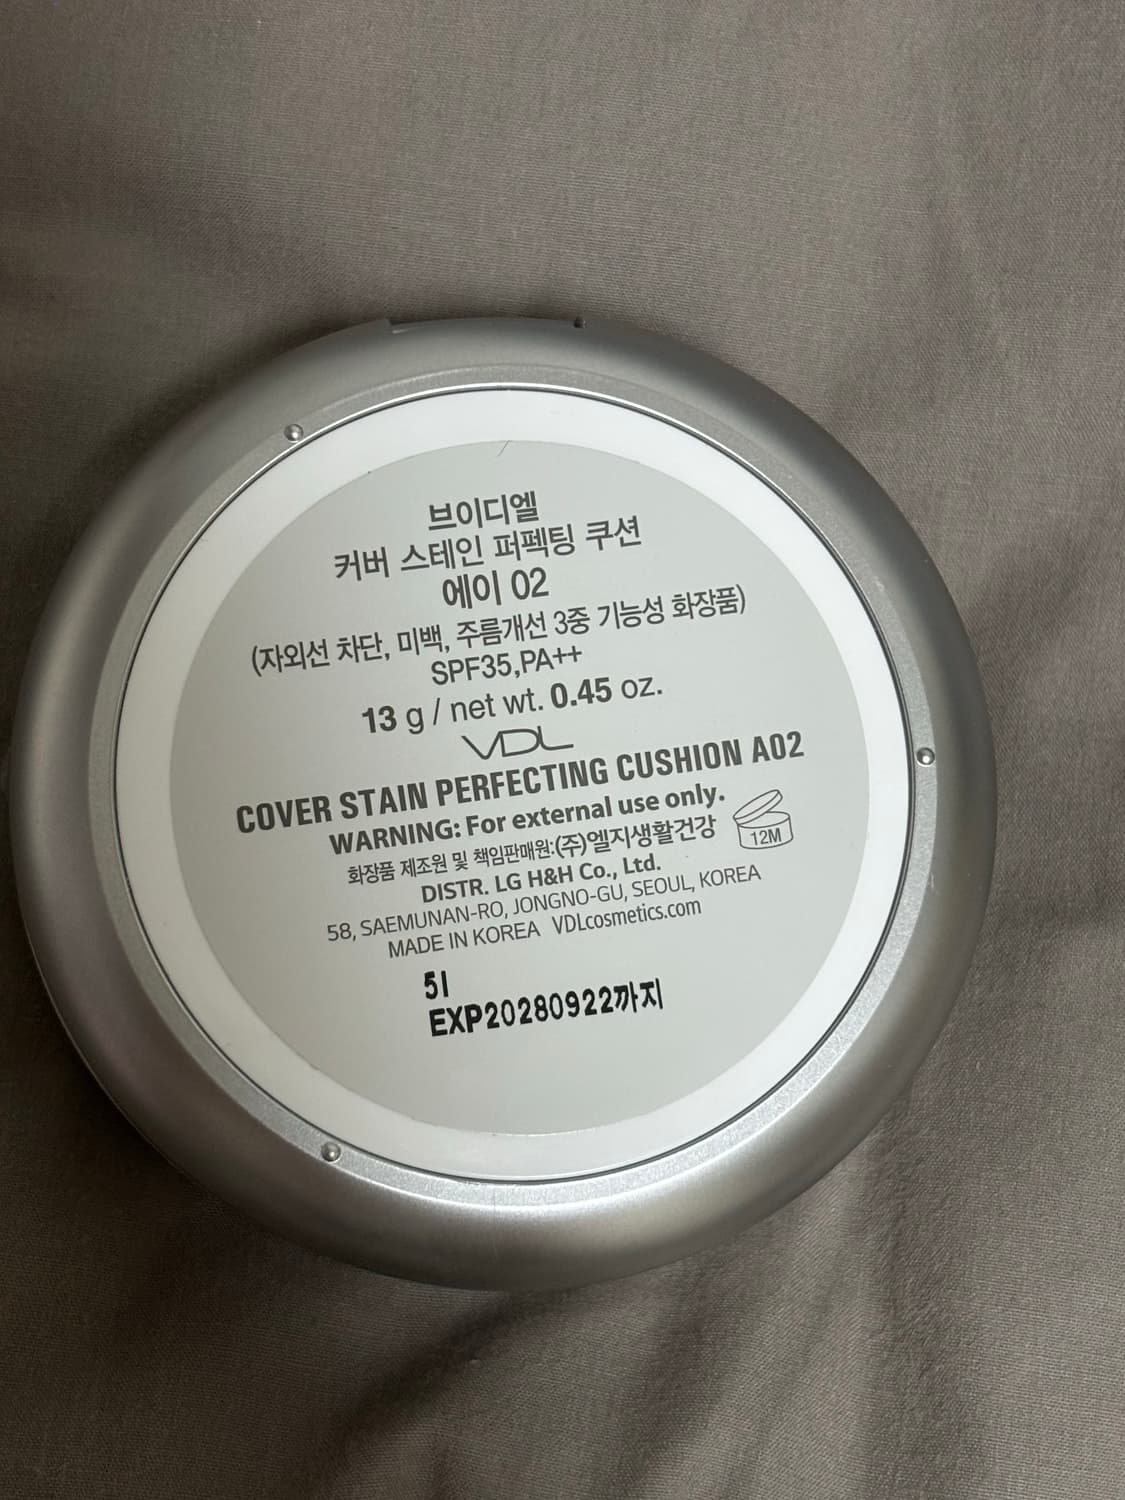 브이디엘
커버 스테인 퍼펙팅 쿠션
에이 02
(자외선 차단, 미백, 주름개선 3중 기능성 화장품)
SPF35,PA++
13 g / net wt. 0.45 oz.
VDL
COVER STAIN PERFECTING CUSHION A02
WARNING: For external use only.
화장품 제조원 및 책임판매원:(주)엘지생활건강
12M
DISTR. LG H&H Co., Ltd.
58, SAEMUNAN-RO, JONGNO-GU, SEOUL, KOREA
MADE IN KOREA VDLcosmetics.com
5I
EXP20280922까지